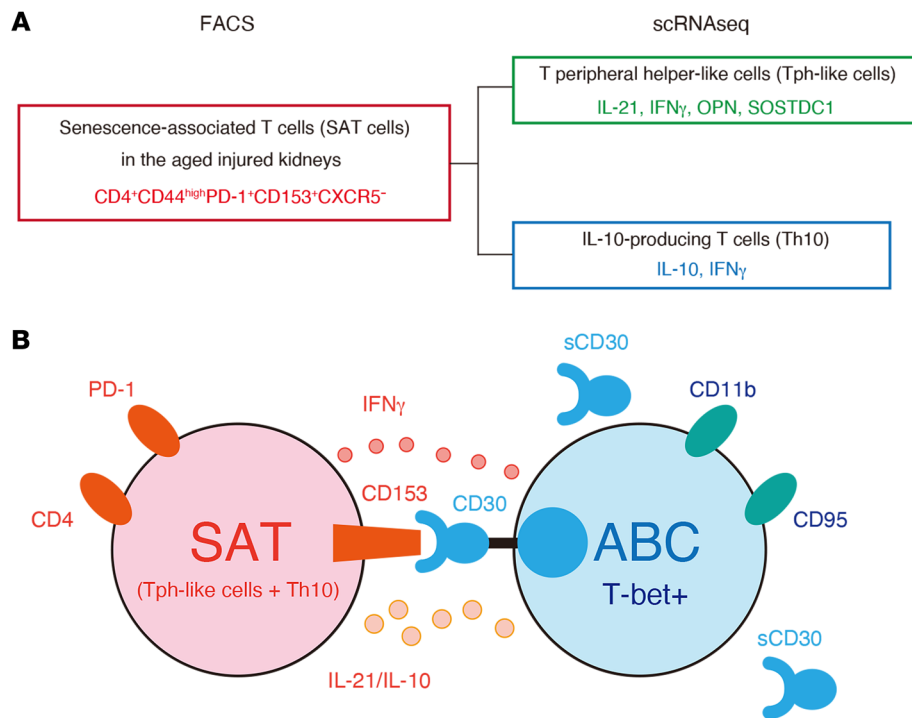 A
FACS
scRNAseq
Senescence-associated T cells (SAT cells)
in the aged injured kidneys
CD4⁺CD44ʰⁱᵍʰPD-1⁺CD153⁺CXCR5⁻
T peripheral helper-like cells (Tph-like cells)
IL-21, IFNγ, OPN, SOSTDC1
IL-10-producing T cells (Th10)
IL-10, IFNγ
B
sCD30
PD-1
IFNγ
CD11b
CD153
CD30
CD4
CD95
SAT
ABC
(Tph-like cells + Th10)
T-bet+
sCD30
IL-21/IL-10